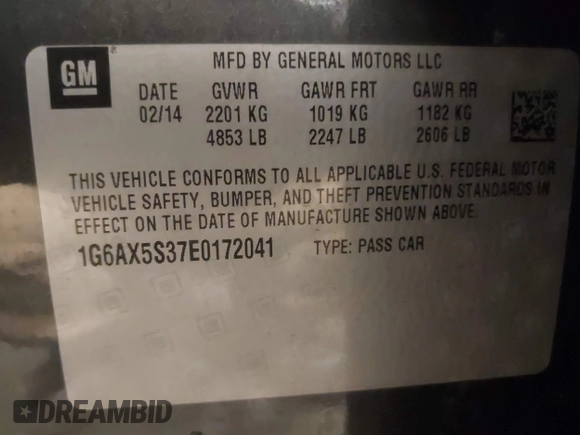 GM
MFD BY GENERAL MOTORS LLC
DATE GVWR GAWR FRT GAWR RR
02/14 2201 KG 1019 KG 1182 KG
4853 LB 2247 LB 2606 LB
THIS VEHICLE CONFORMS TO ALL APPLICABLE U.S. FEDERAL MOTOR
VEHICLE SAFETY, BUMPER, AND THEFT PREVENTION STANDARDS IN
EFFECT ON THE DATE OF MANUFACTURE SHOWN ABOVE.
1G6AX5S37E0172041 TYPE: PASS CAR
DREAMBID